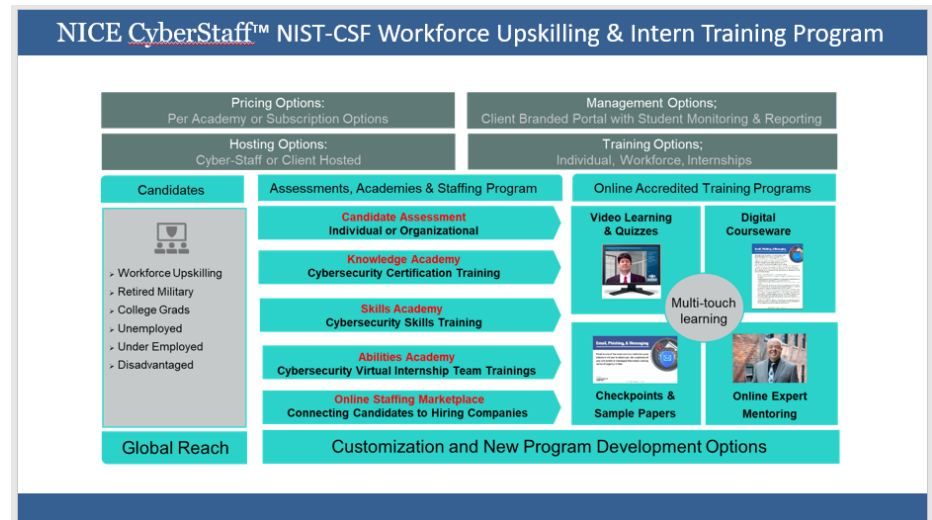 NICE CyberStaff™ NIST-CSF Workforce Upskilling & Intern Training Program
Pricing Options:
Per Academy or Subscription Options
Management Options;
Client Branded Portal with Student Monitoring & Reporting
Hosting Options:
Cyber-Staff or Client Hosted
Training Options;
Individual, Workforce, Internships
Candidates
Assessments, Academies & Staffing Program
Online Accredited Training Programs
Workforce Upskilling
Retired Military
College Grads
Unemployed
Under Employed
Disadvantaged
Candidate Assessment
Individual or Organizational
Knowledge Academy
Cybersecurity Certification Training
Skills Academy
Cybersecurity Skills Training
Abilities Academy
Cybersecurity Virtual Internship Team Trainings
Online Staffing Marketplace
Connecting Candidates to Hiring Companies
Video Learning
& Quizzes
Digital
Courseware
Multi-touch
learning
Email, Phishing, & Messaging
Checkpoints &
Sample Papers
Online Expert
Mentoring
Global Reach
Customization and New Program Development Options